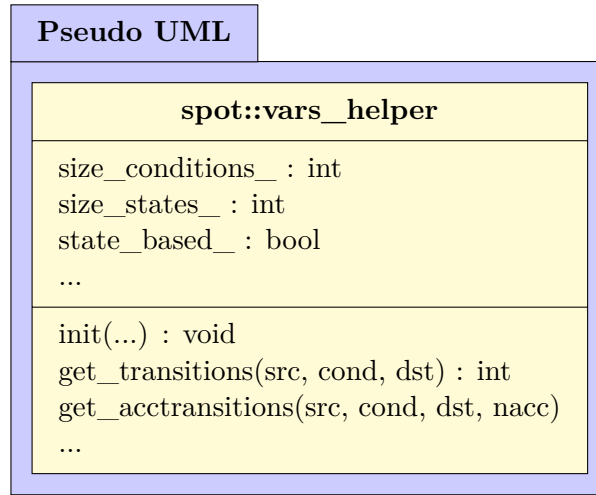 Pseudo UML
spot::vars_helper
size_conditions_ : int
size_states_ : int
state_based_ : bool
...
init(...) : void
get_transitions(src, cond, dst) : int
get_acctransitions(src, cond, dst, nacc)
...